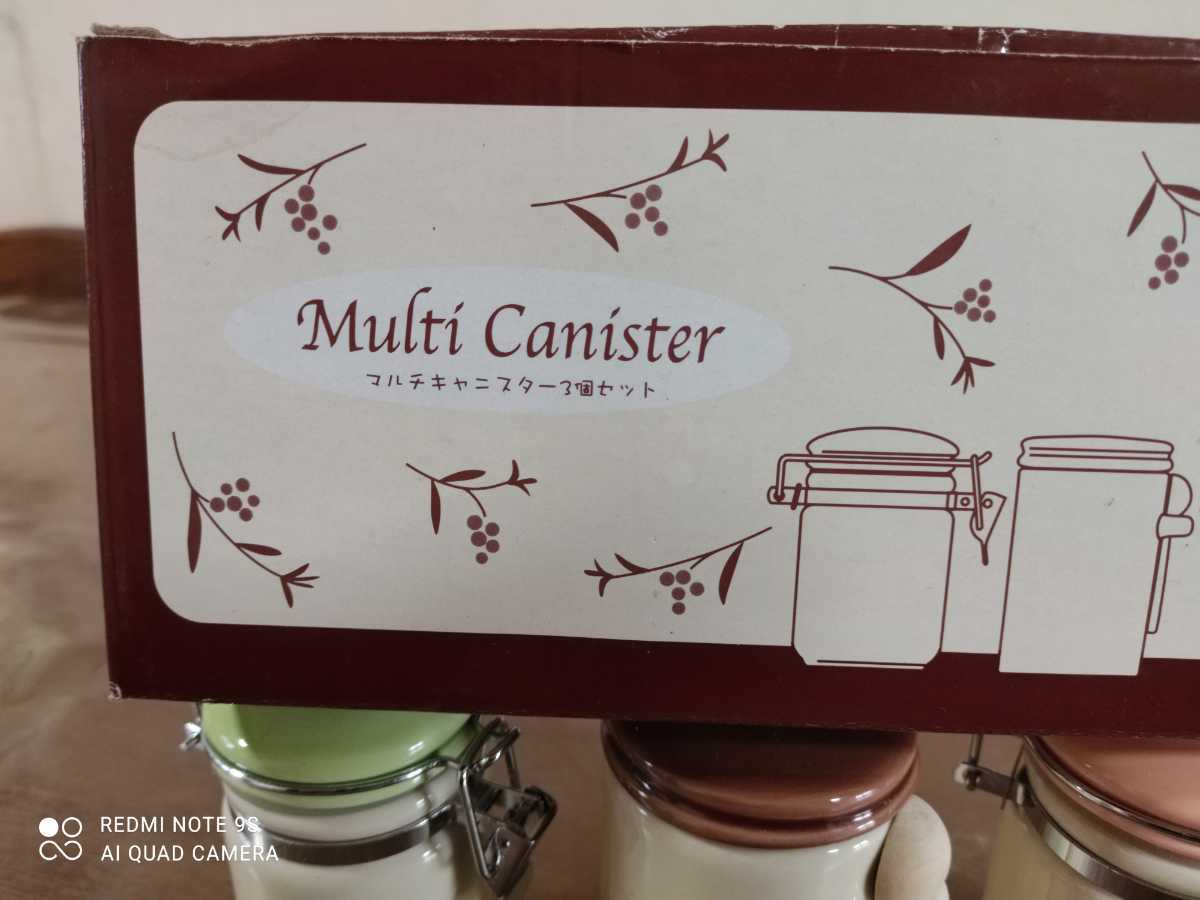 Multi Canister
マルチキャニスター3個セット
REDMI NOTE 9S
AI QUAD CAMERA